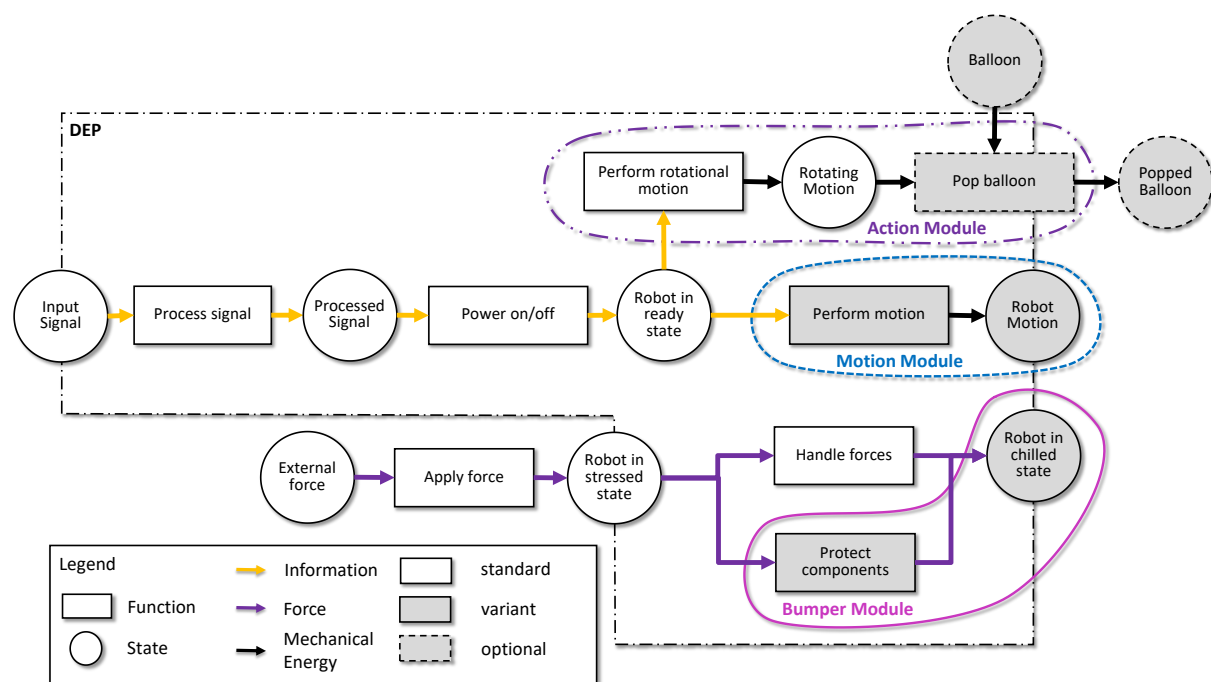 Balloon
DEP
Perform rotational
motion
Rotating
Motion
Pop balloon
Popped
Balloon
Action Module
Input
Signal
Process signal
Processed
Signal
Power on/off
Robot in
ready
state
Perform motion
Robot
Motion
Motion Module
External
force
Apply force
Robot in
stressed
state
Handle forces
Robot in
chilled
state
Protect
components
Bumper Module
Legend
Function
State
Information
Force
Mechanical
Energy
standard
variant
optional